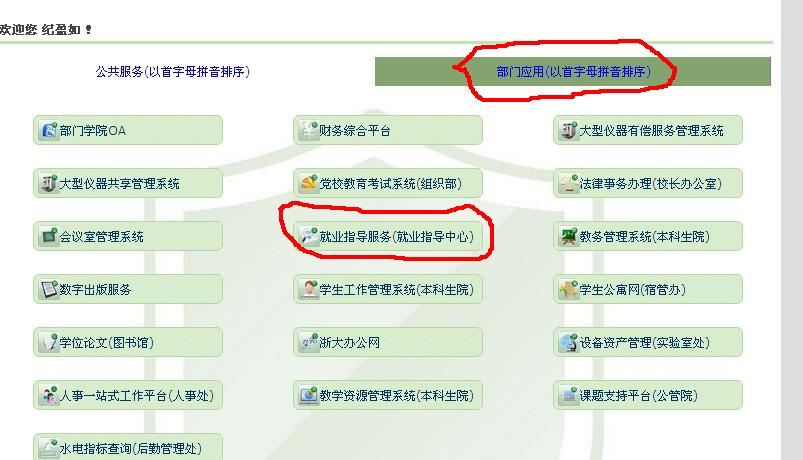 欢迎您 纪盈如！
公共服务(以首字母拼音排序) 部门应用(以首字母拼音排序)
部门学院OA 财务综合平台 大型仪器有偿服务管理系统
大型仪器共享管理系统 党校教育考试系统(组织部) 法律事务办理(校长办公室)
会议室管理系统 就业指导服务(就业指导中心) 教务管理系统(本科生院)
数字出版服务 学生工作管理系统(本科生院) 学生公寓网(宿管办)
学位论文(图书馆) 浙大办公网 设备资产管理(实验室处)
人事一站式工作平台(人事处) 教学资源管理系统(本科生院) 课题支持平台(公管院)
水电指标查询(后勤管理处)